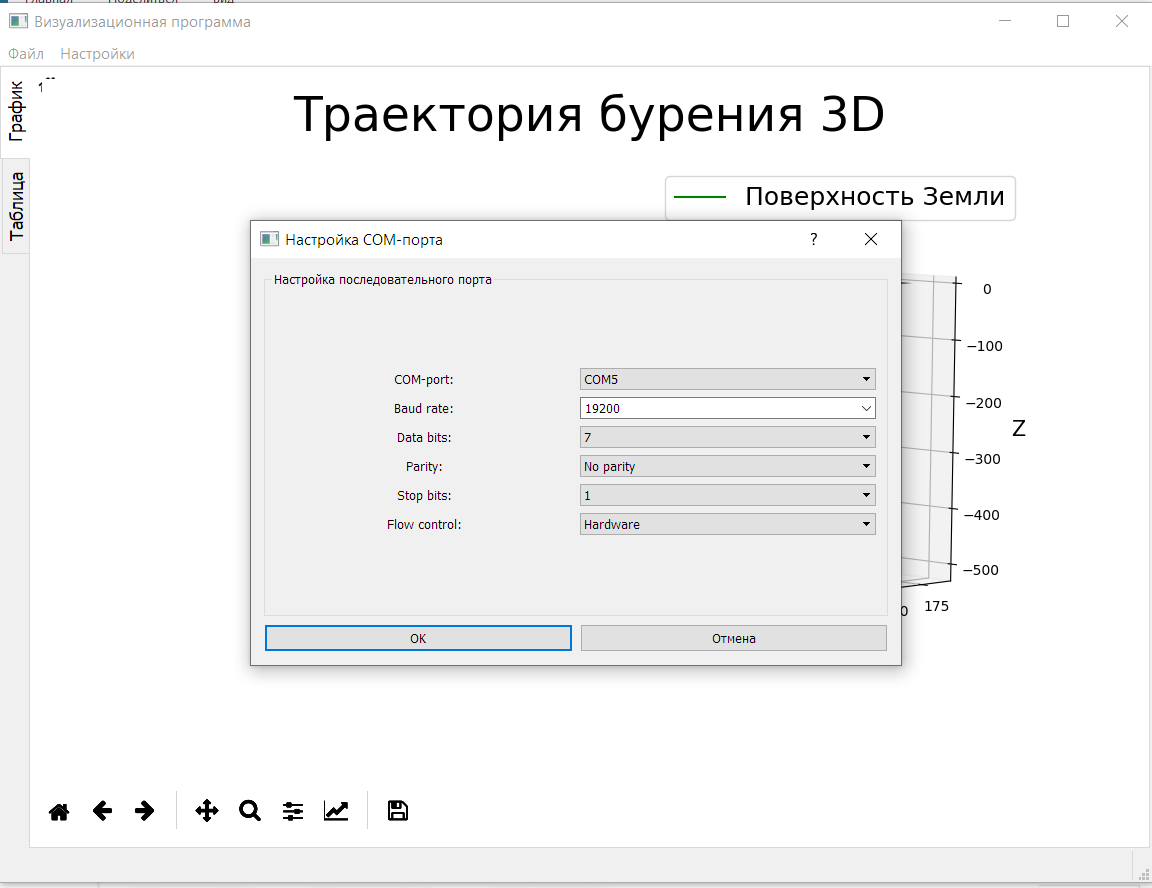 Визуализационная программа
Файл Настройки
График
Таблица
Траектория бурения 3D
Поверхность Земли
Настройка COM-порта ?
Настройка последовательного порта
COM-port: COM5
Baud rate: 19200
Data bits: 7
Parity: No parity
Stop bits: 1
Flow control: Hardware
OK Отмена
0
−100
−200
Z
−300
−400
−500
0 175